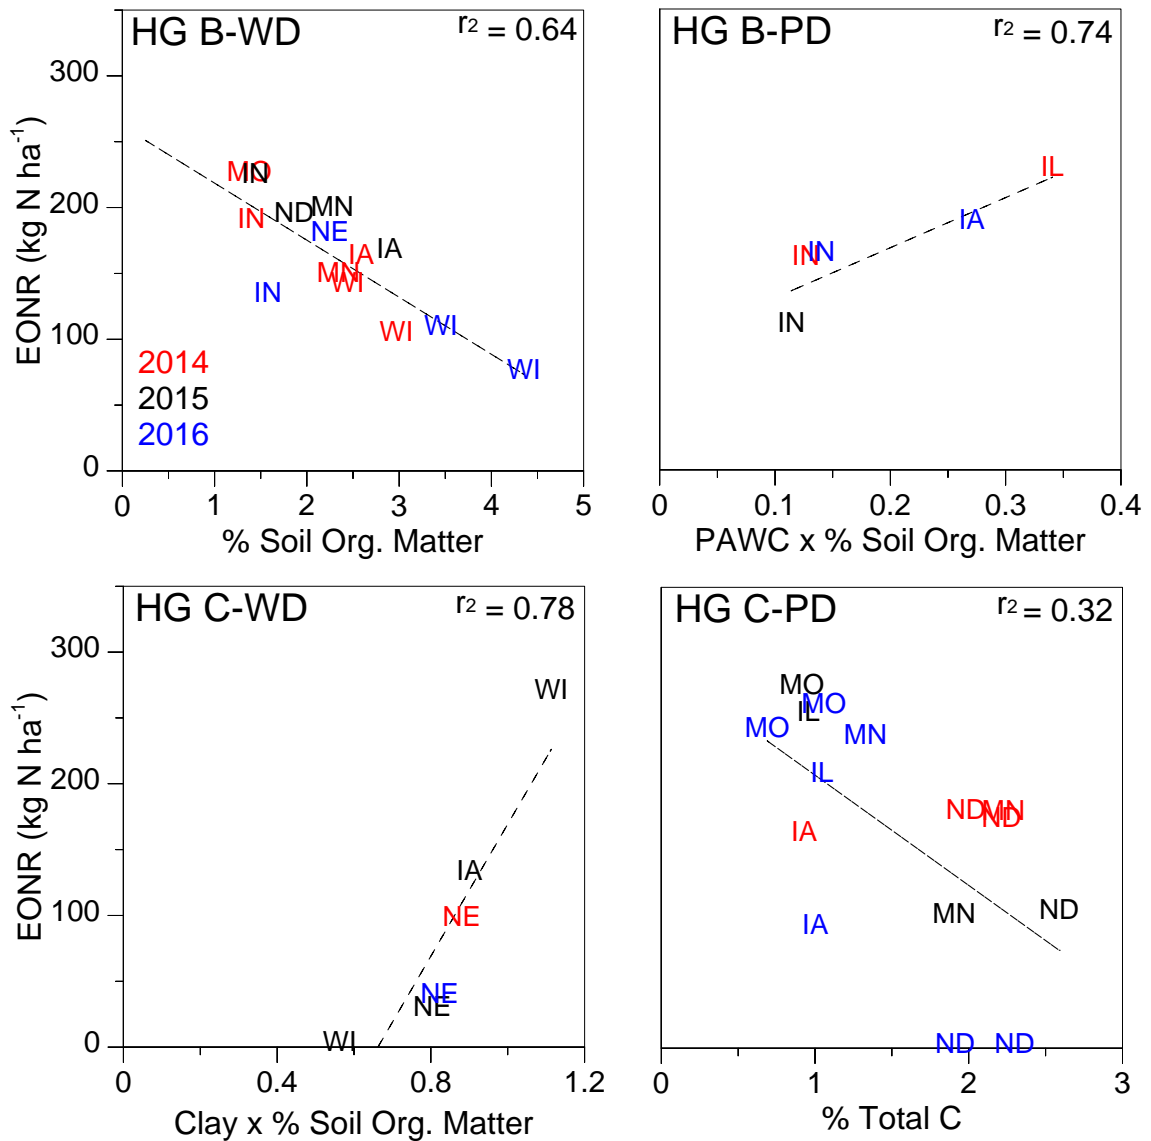 HG B-WD
r2 = 0.64
EONR (kg N ha-1)
300
200
100
0
MO
IN
IN
ND
MN
NE
IA
IA
MN
WI
IN
WI
WI
WI
2014
2015
2016
0 1 2 3 4 5
% Soil Org. Matter
HG B-PD
r2 = 0.74
IL
IA
IN
IN
IN
0 0.1 0.2 0.3 0.4
PAWC x % Soil Org. Matter
HG C-WD
r2 = 0.78
EONR (kg N ha-1)
300
200
100
0
WI
IA
NE
NE
NE
WI
0 0.4 0.8 1.2
Clay x % Soil Org. Matter
HG C-PD
r2 = 0.32
MO
MO
IL
MO
MN
IL
ND
MN
ND
IA
MN
ND
IA
ND
ND
0 1 2 3
% Total C